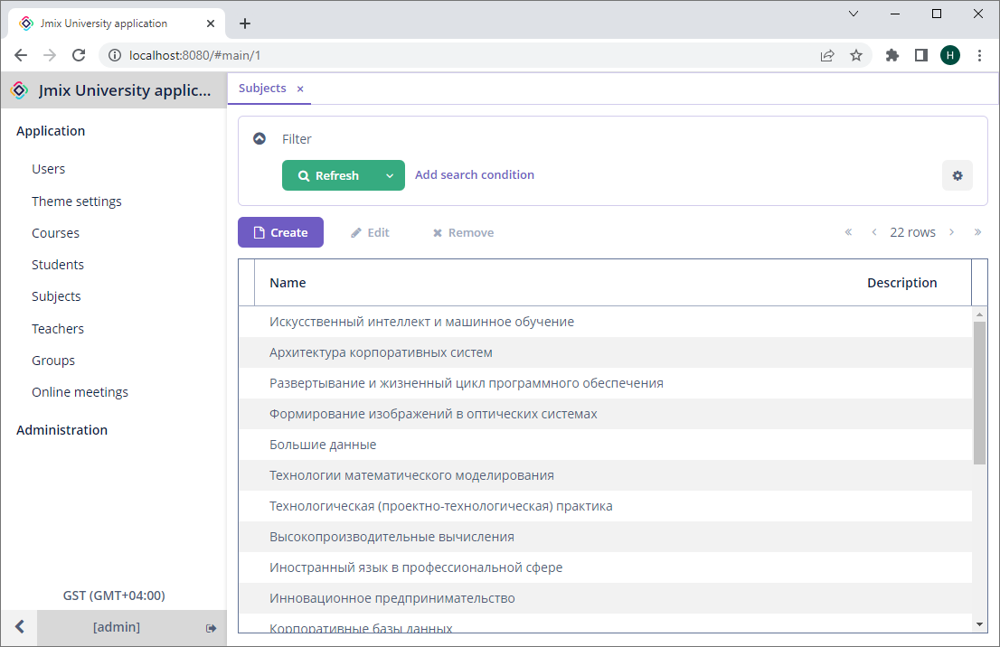 Jmix University application
localhost:8080/#main/1
H
Jmix University applic...
Subjects
Application
Users
Theme settings
Courses
Students
Subjects
Teachers
Groups
Online meetings
Administration
GST (GMT+04:00)
[admin]
Filter
Refresh
Add search condition
Create
Edit
Remove
22 rows
Name Description
Искусственный интеллект и машинное обучение
Архитектура корпоративных систем
Развертывание и жизненный цикл программного обеспечения
Формирование изображений в оптических системах
Большие данные
Технологии математического моделирования
Технологическая (проектно-технологическая) практика
Высокопроизводительные вычисления
Иностранный язык в профессиональной сфере
Инновационное предпринимательство
Корпоративные базы данных